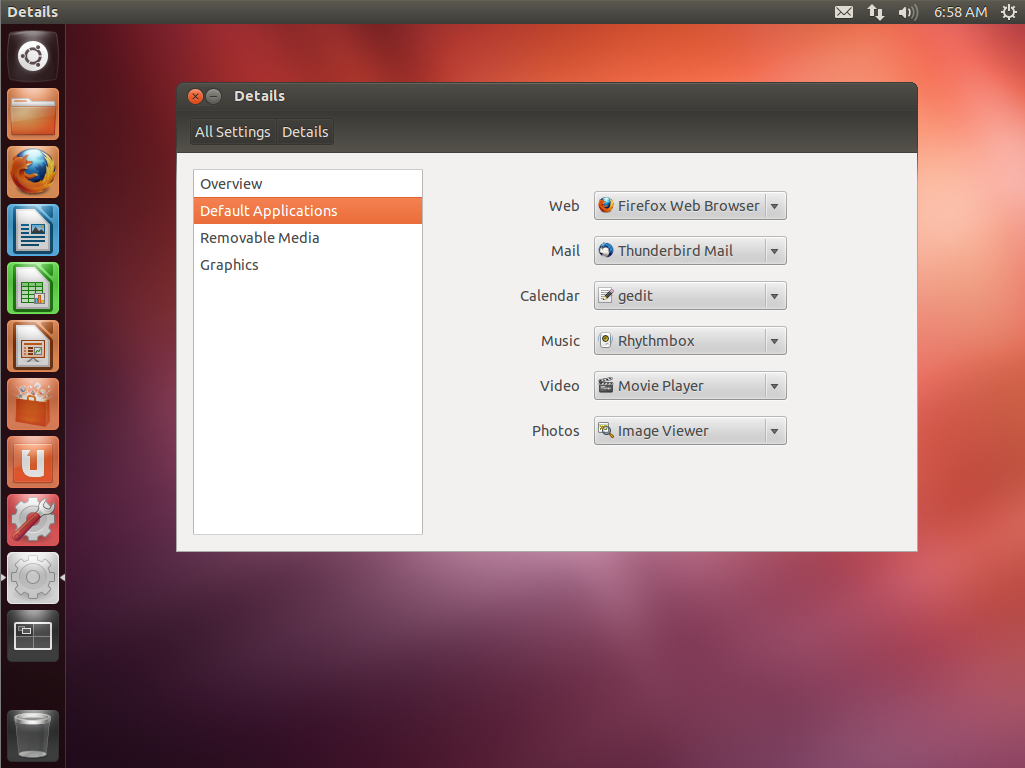 Details
6:58 AM
Details
All Settings Details
Overview
Default Applications
Removable Media
Graphics
Web Firefox Web Browser
Mail Thunderbird Mail
Calendar gedit
Music Rhythmbox
Video Movie Player
Photos Image Viewer